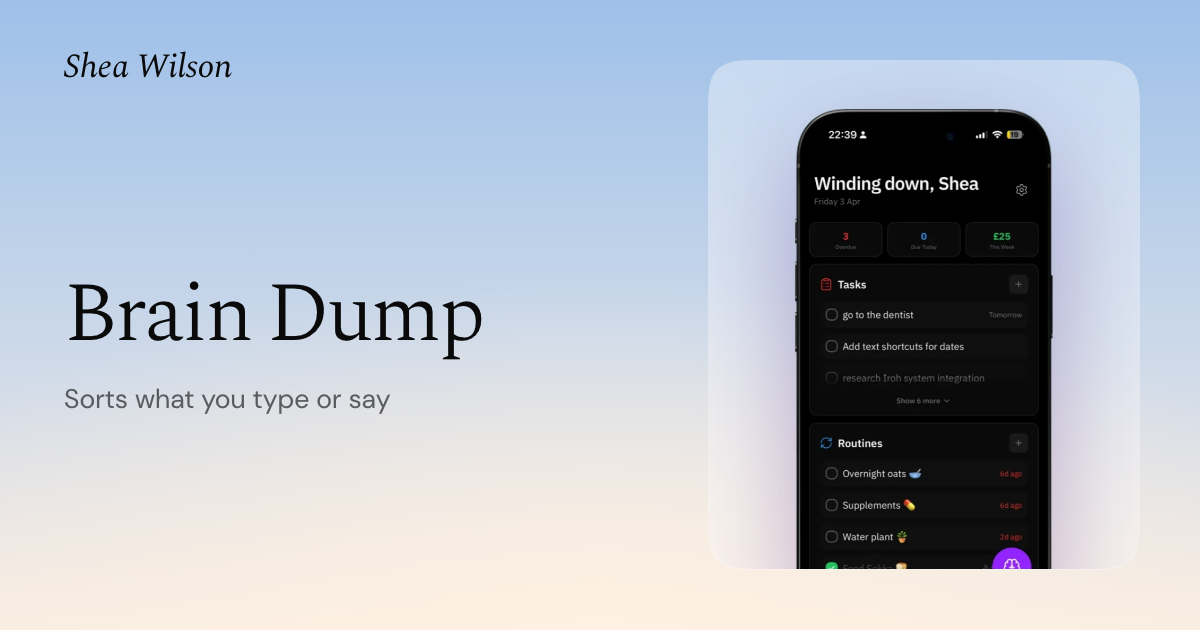 Shea Wilson
Brain Dump
Sorts what you type or say
22:39
19
Winding down, Shea
Friday 3 Apr
3 0 £25
Overdue Due Today This Week
Tasks
go to the dentist Tomorrow
Add text shortcuts for dates
research Iroh system integration
Show 6 more
Routines
Overnight oats 🥣 6d ago
Supplements 💊 6d ago
Water plant 🪴 2d ago